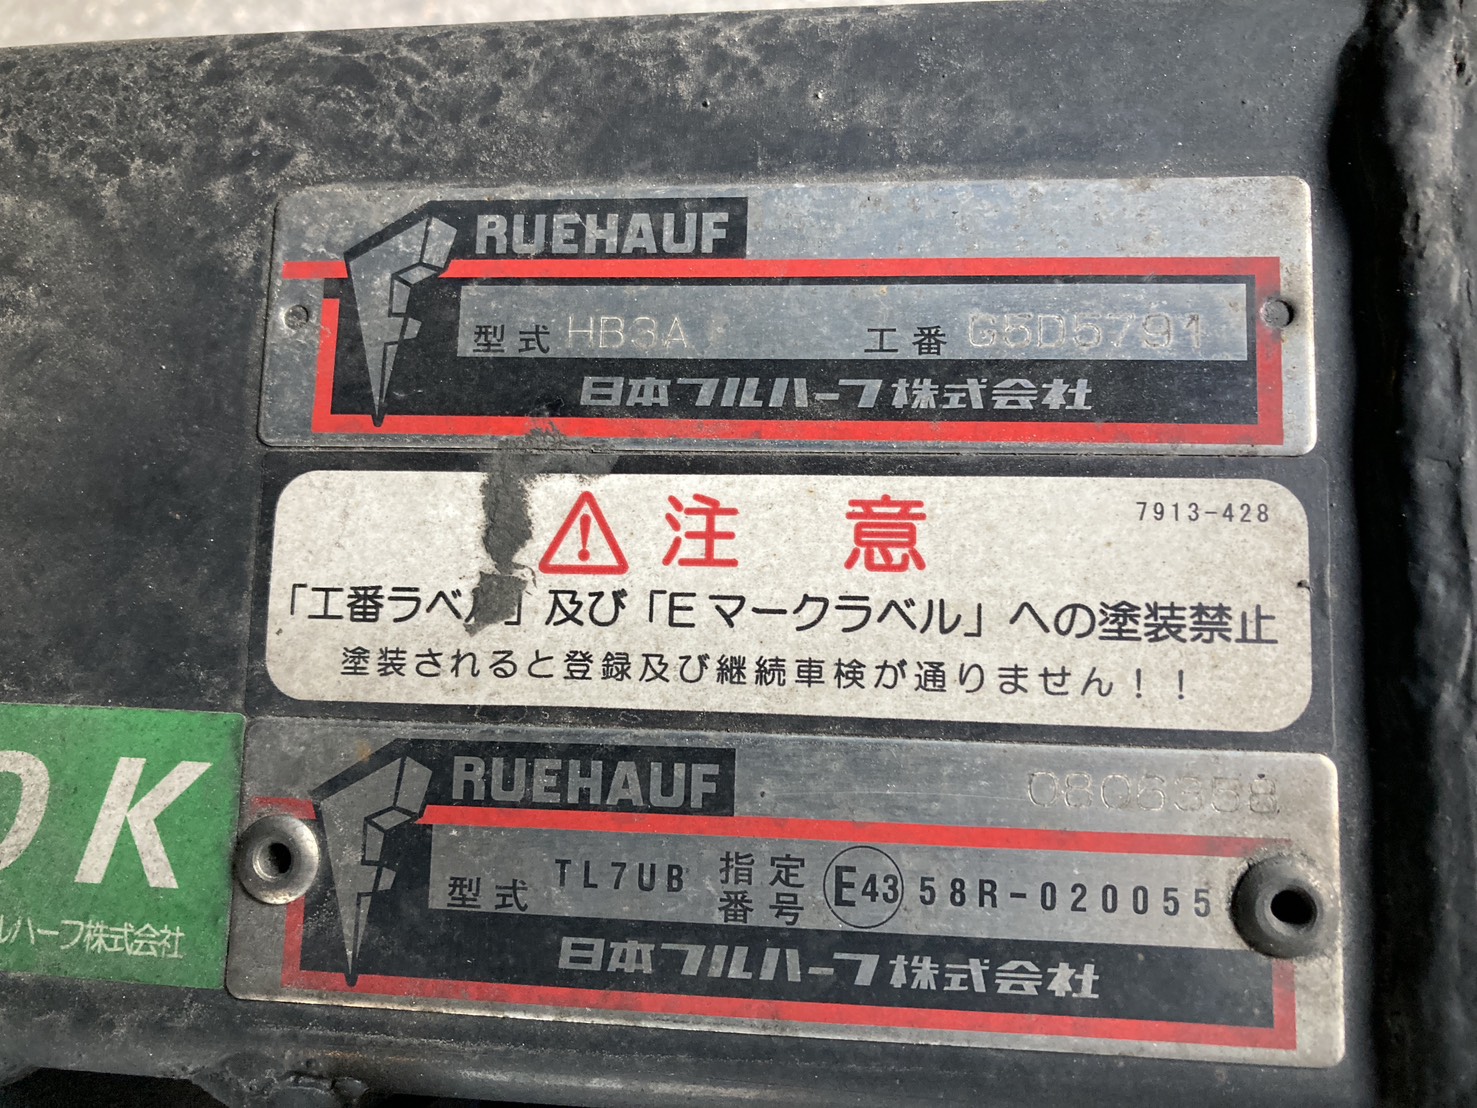 RUEHAUF
型式 HB3A 工番 G5D5791
日本フルハーフ株式会社
注意 7913-428
「工番ラベル」及び「Eマークラベル」への塗装禁止
塗装されると登録及び継続車検が通りません！！
RUEHAUF 0806358
型式 TL7UB 指定番号 E43 58R-020055
日本フルハーフ株式会社
OK
ルハーフ株式会社